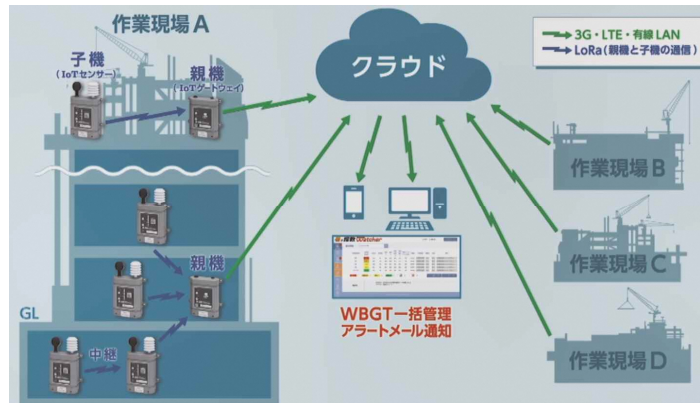 作業現場A
子機
(IoTセンサー)
親機
(IoTゲートウェイ)
クラウド
3G・LTE・有線LAN
LoRa(親機と子機の通信)
作業現場B
作業現場C
作業現場D
親機
GL
中継
Watcher
WBGT一括管理
アラートメール通知